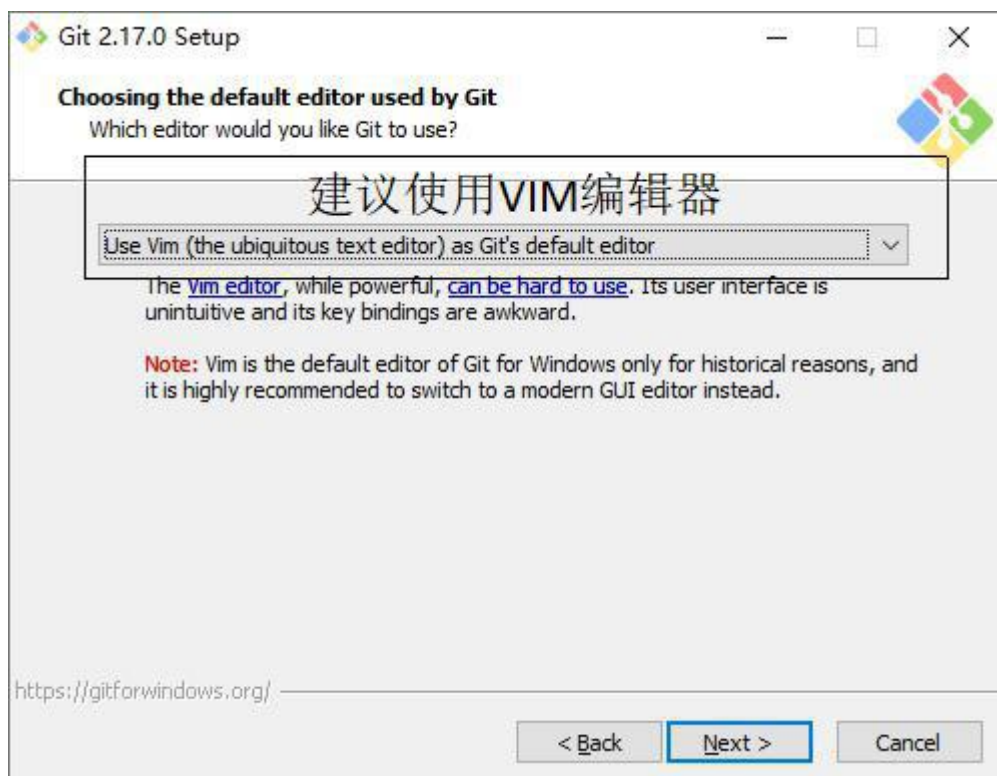 Git 2.17.0 Setup
Choosing the default editor used by Git
Which editor would you like Git to use?
建议使用VIM编辑器
Use Vim (the ubiquitous text editor) as Git's default editor
The Vim editor, while powerful, can be hard to use. Its user interface is
unintuitive and its key bindings are awkward.
Note: Vim is the default editor of Git for Windows only for historical reasons, and
it is highly recommended to switch to a modern GUI editor instead.
https://gitforwindows.org/
< Back Next > Cancel